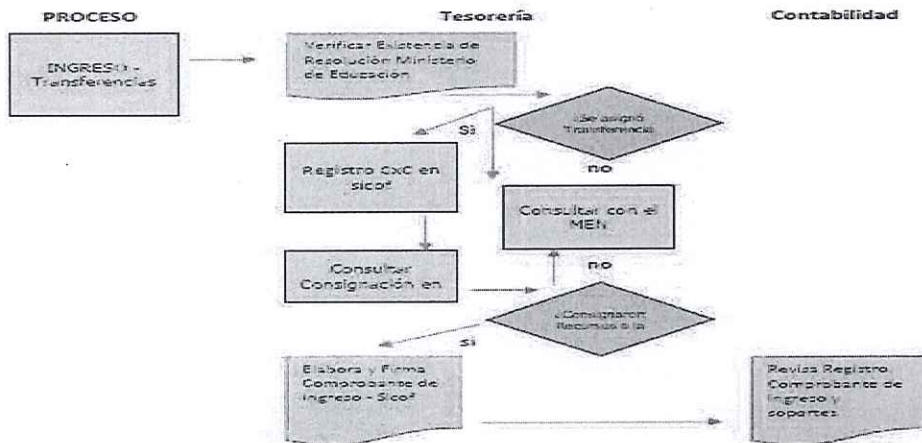 PROCESO
Tesorería
Contabilidad
INGRESO -
Transferencias
Verificar Existencia de
Resolución Ministerio
de Educación
¿Se asignó
Transferencia
Si
no
Registro CxC en
sicof
Consultar con el
MEN
Consultar
Consignación en
no
¿Consignaron
Recursos a la
si
Elabora y Firma
Comprobante de
Ingreso - Sicof
Revisa Registro
Comprobante de
Ingreso y
soportes